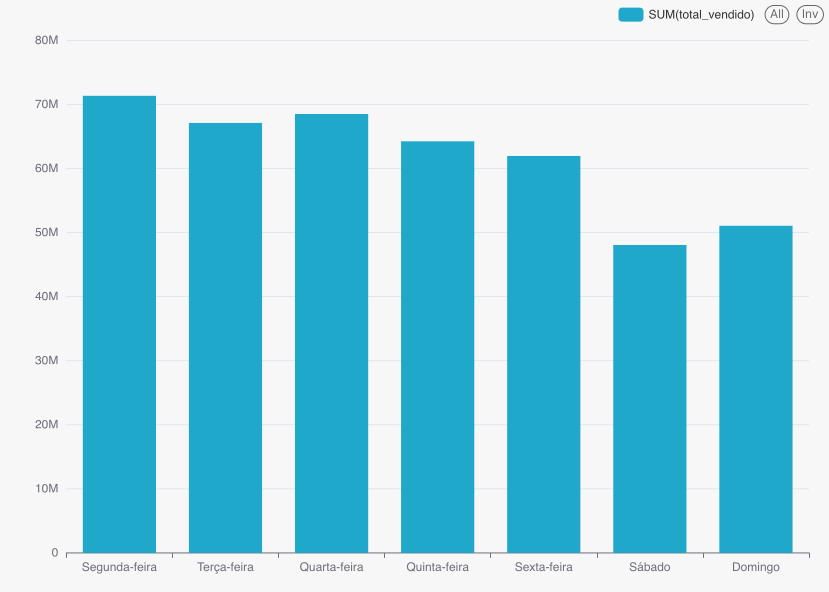 SUM(total_vendido) All Inv
80M
70M
60M
50M
40M
30M
20M
10M
0
Segunda-feira Terça-feira Quarta-feira Quinta-feira Sexta-feira Sábado Domingo